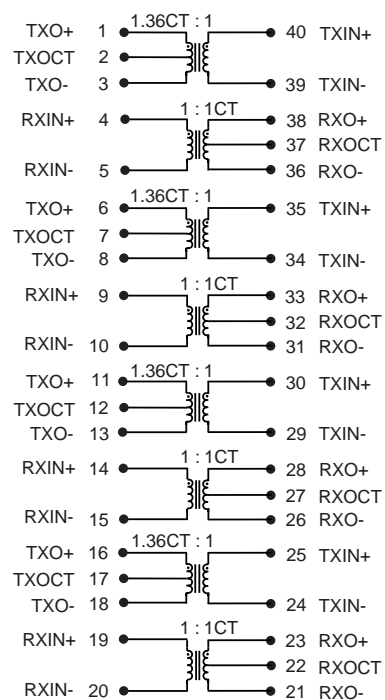 1.36CT : 1
TXO+ 1 40 TXIN+
TXOCT 2
TXO- 3 39 TXIN-
1 : 1CT
RXIN+ 4 38 RXO+
37 RXOCT
RXIN- 5 36 RXO-
1.36CT : 1
TXO+ 6 35 TXIN+
TXOCT 7
TXO- 8 34 TXIN-
1 : 1CT
RXIN+ 9 33 RXO+
32 RXOCT
RXIN- 10 31 RXO-
1.36CT : 1
TXO+ 11 30 TXIN+
TXOCT 12
TXO- 13 29 TXIN-
1 : 1CT
RXIN+ 14 28 RXO+
27 RXOCT
RXIN- 15 26 RXO-
1.36CT : 1
TXO+ 16 25 TXIN+
TXOCT 17
TXO- 18 24 TXIN-
1 : 1CT
RXIN+ 19 23 RXO+
22 RXOCT
RXIN- 20 21 RXO-